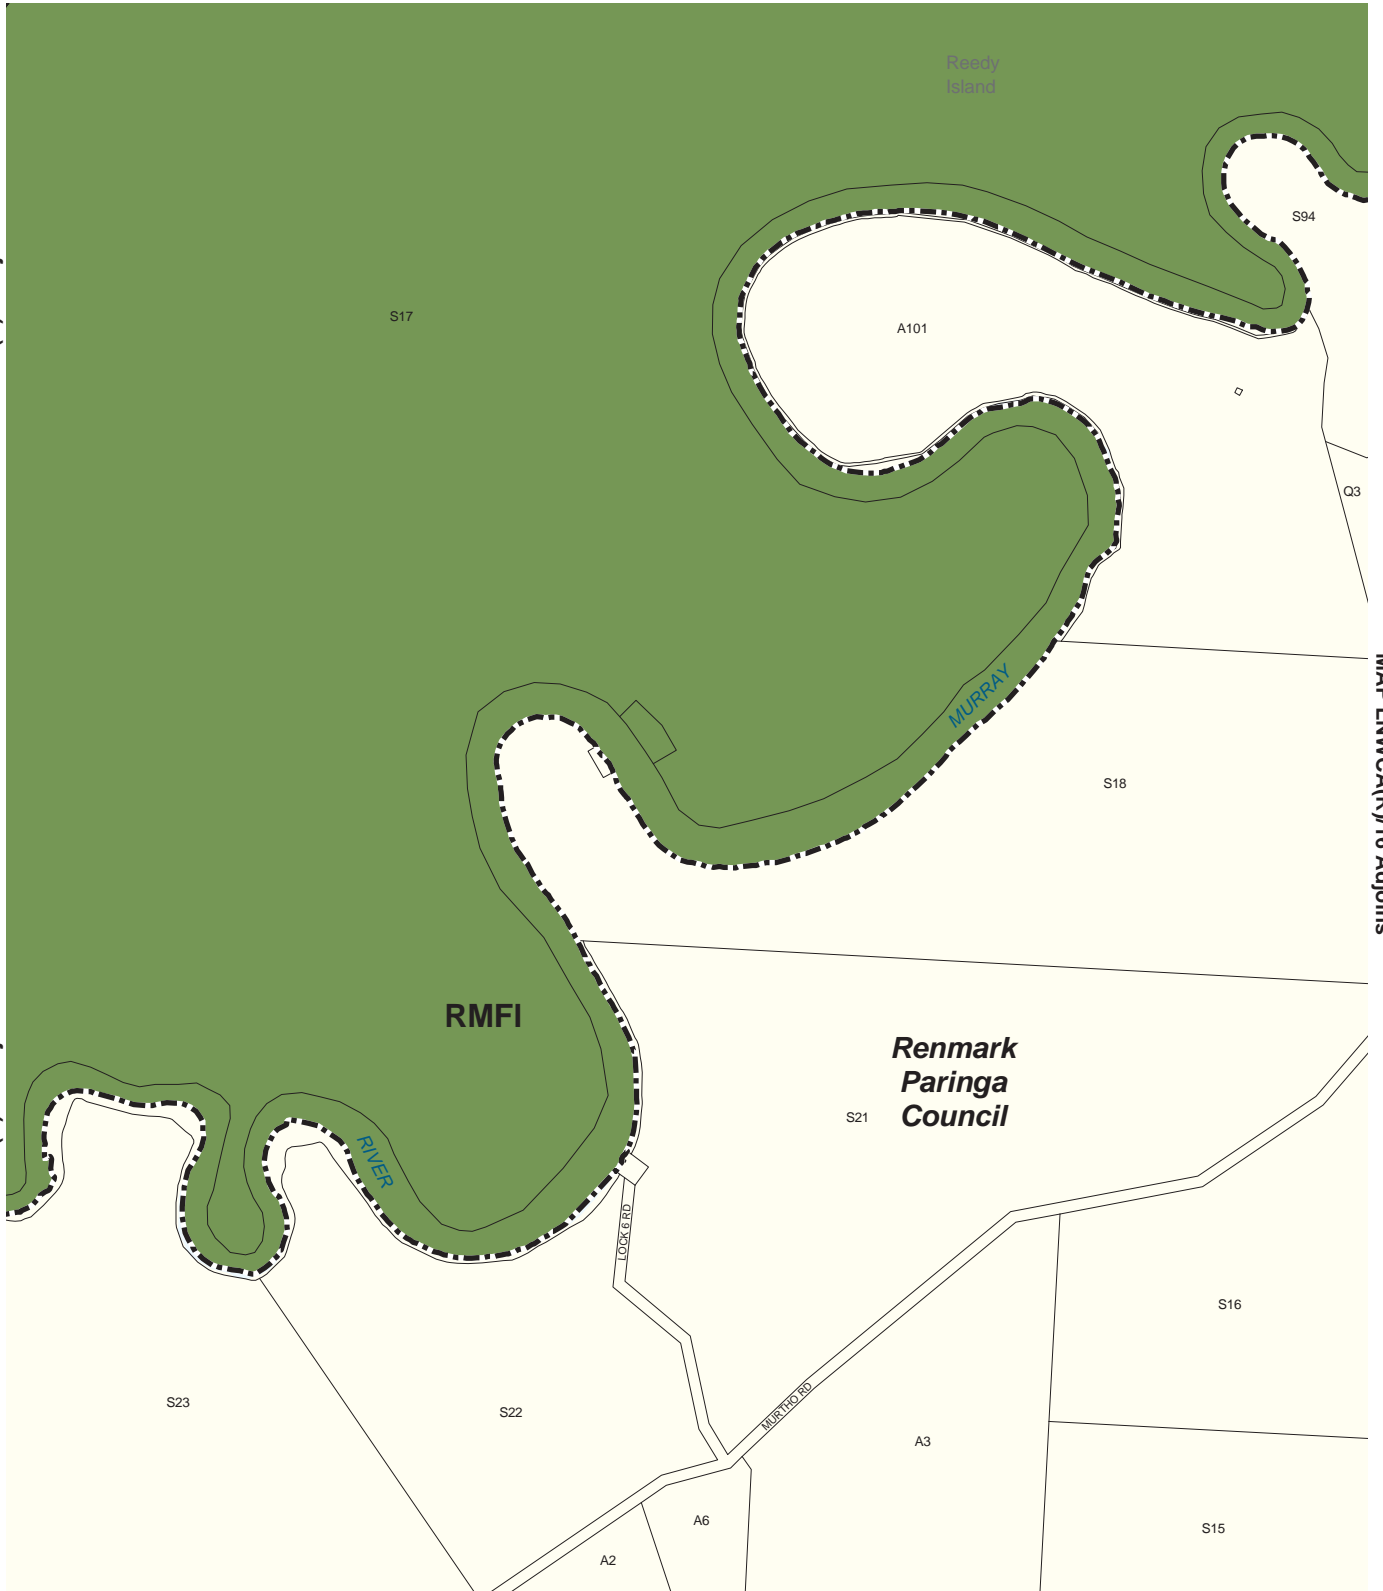 Reedy
Island
S94
S17
A101
Q3
MURRAY
S18
RMFI
Renmark
Paringa
Council
S21
RIVER
LOCK 6 RD
S16
MURTHO RD
S23
S22
A3
A6
S15
A2